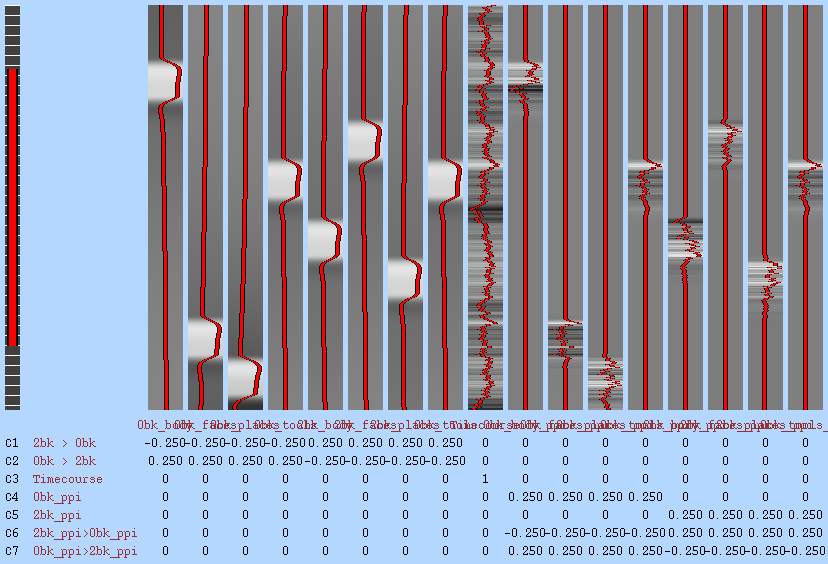 C1 2bk > 0bk -0.250 -0.250 -0.250 -0.250 0.250 0.250 0.250 0.250 0 0 0 0 0 0 0 0 0
C2 0bk > 2bk 0.250 0.250 0.250 0.250 -0.250 -0.250 -0.250 -0.250 0 0 0 0 0 0 0 0 0
C3 Timecourse 0 0 0 0 0 0 0 0 1 0 0 0 0 0 0 0 0
C4 0bk_ppi 0 0 0 0 0 0 0 0 0 0.250 0.250 0.250 0.250 0 0 0 0
C5 2bk_ppi 0 0 0 0 0 0 0 0 0 0 0 0 0 0.250 0.250 0.250 0.250
C6 2bk_ppi>0bk_ppi 0 0 0 0 0 0 0 0 0 -0.250 -0.250 -0.250 -0.250 0.250 0.250 0.250 0.250
C7 0bk_ppi>2bk_ppi 0 0 0 0 0 0 0 0 0 0.250 0.250 0.250 0.250 -0.250 -0.250 -0.250 -0.250